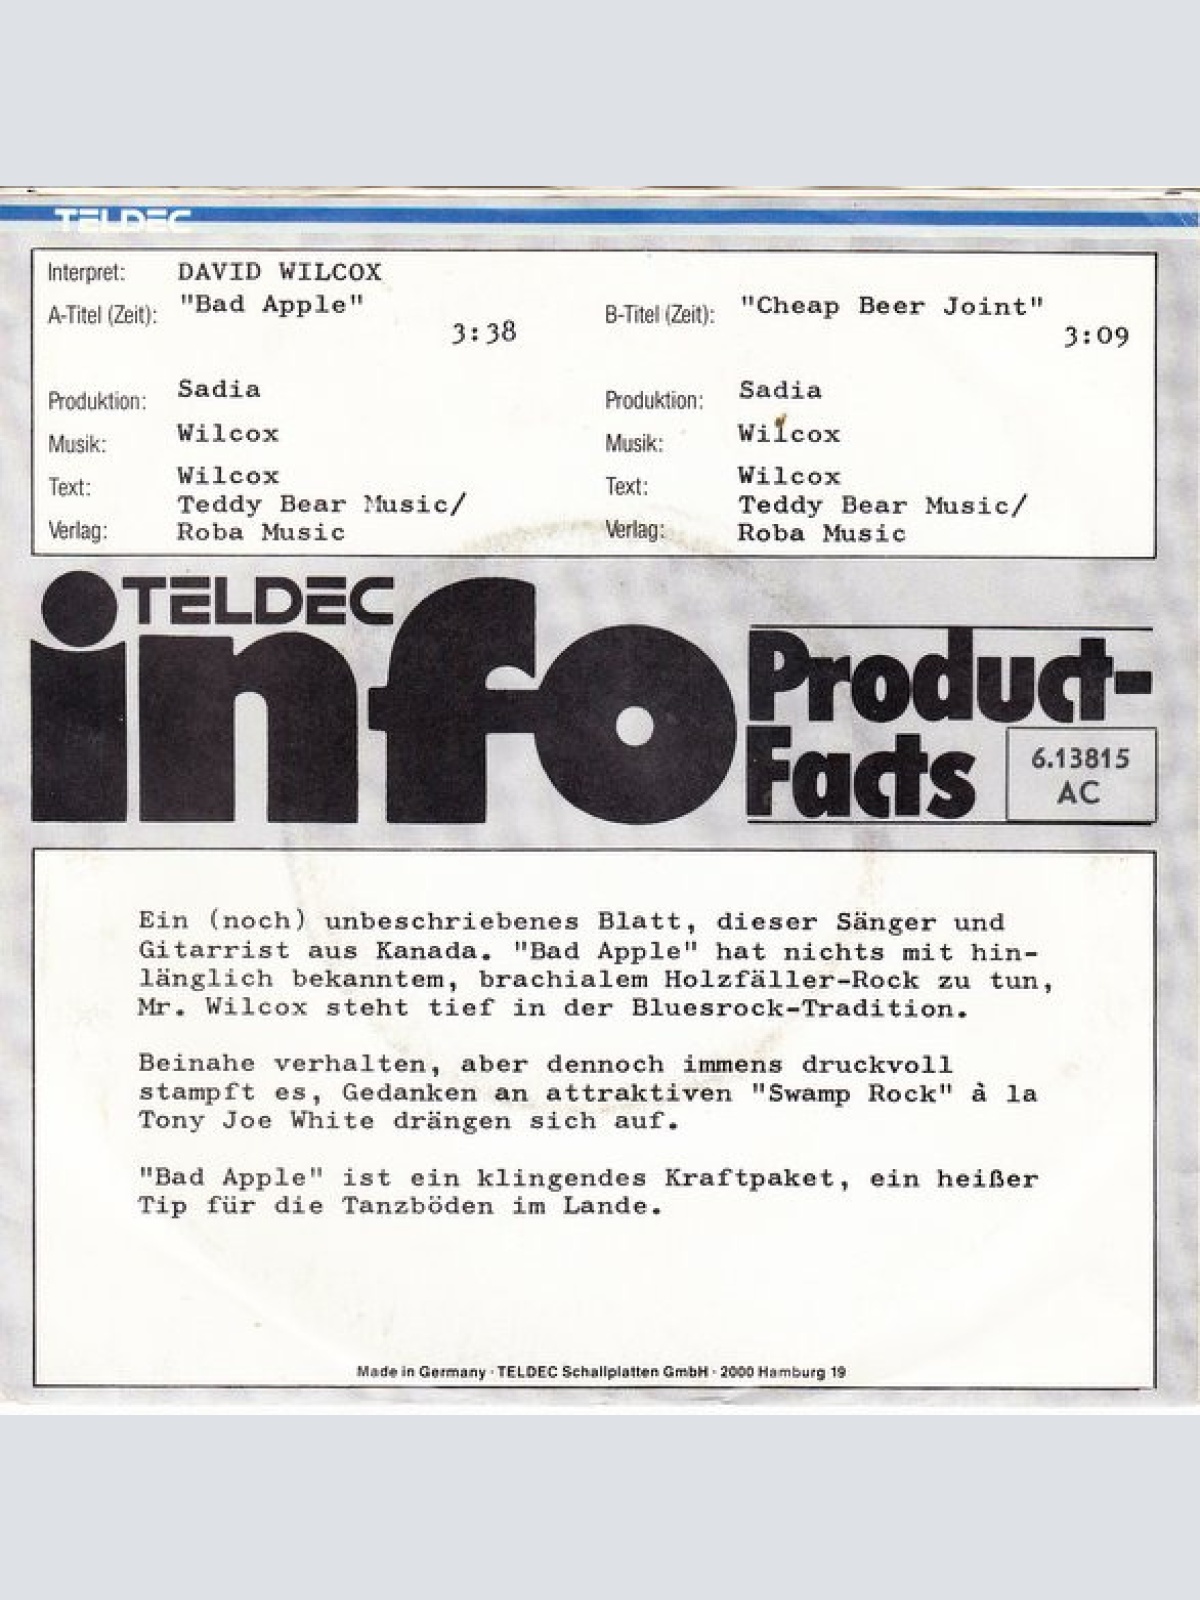 TELDEC
Interpret: DAVID WILCOX
A-Titel (Zeit): "Bad Apple"
3:38
Produktion: Sadia
Musik: Wilcox
Text: Wilcox
Teddy Bear Music/
Verlag: Roba Music
B-Titel (Zeit): "Cheap Beer Joint"
3:09
Produktion: Sadia
Musik: Wilcox
Text: Wilcox
Teddy Bear Music/
Verlag: Roba Music
TELDEC
info
Product-
Facts
6.13815
AC
Ein (noch) unbeschriebenes Blatt, dieser Sänger und
Gitarrist aus Kanada. "Bad Apple" hat nichts mit hin-
länglich bekanntem, brachialem Holzfäller-Rock zu tun,
Mr. Wilcox steht tief in der Bluesrock-Tradition.
Beinahe verhalten, aber dennoch immens druckvoll
stampft es, Gedanken an attraktiven "Swamp Rock" à la
Tony Joe White drängen sich auf.
"Bad Apple" ist ein klingendes Kraftpaket, ein heißer
Tip für die Tanzböden im Lande.
Made in Germany · TELDEC Schallplatten GmbH · 2000 Hamburg 19